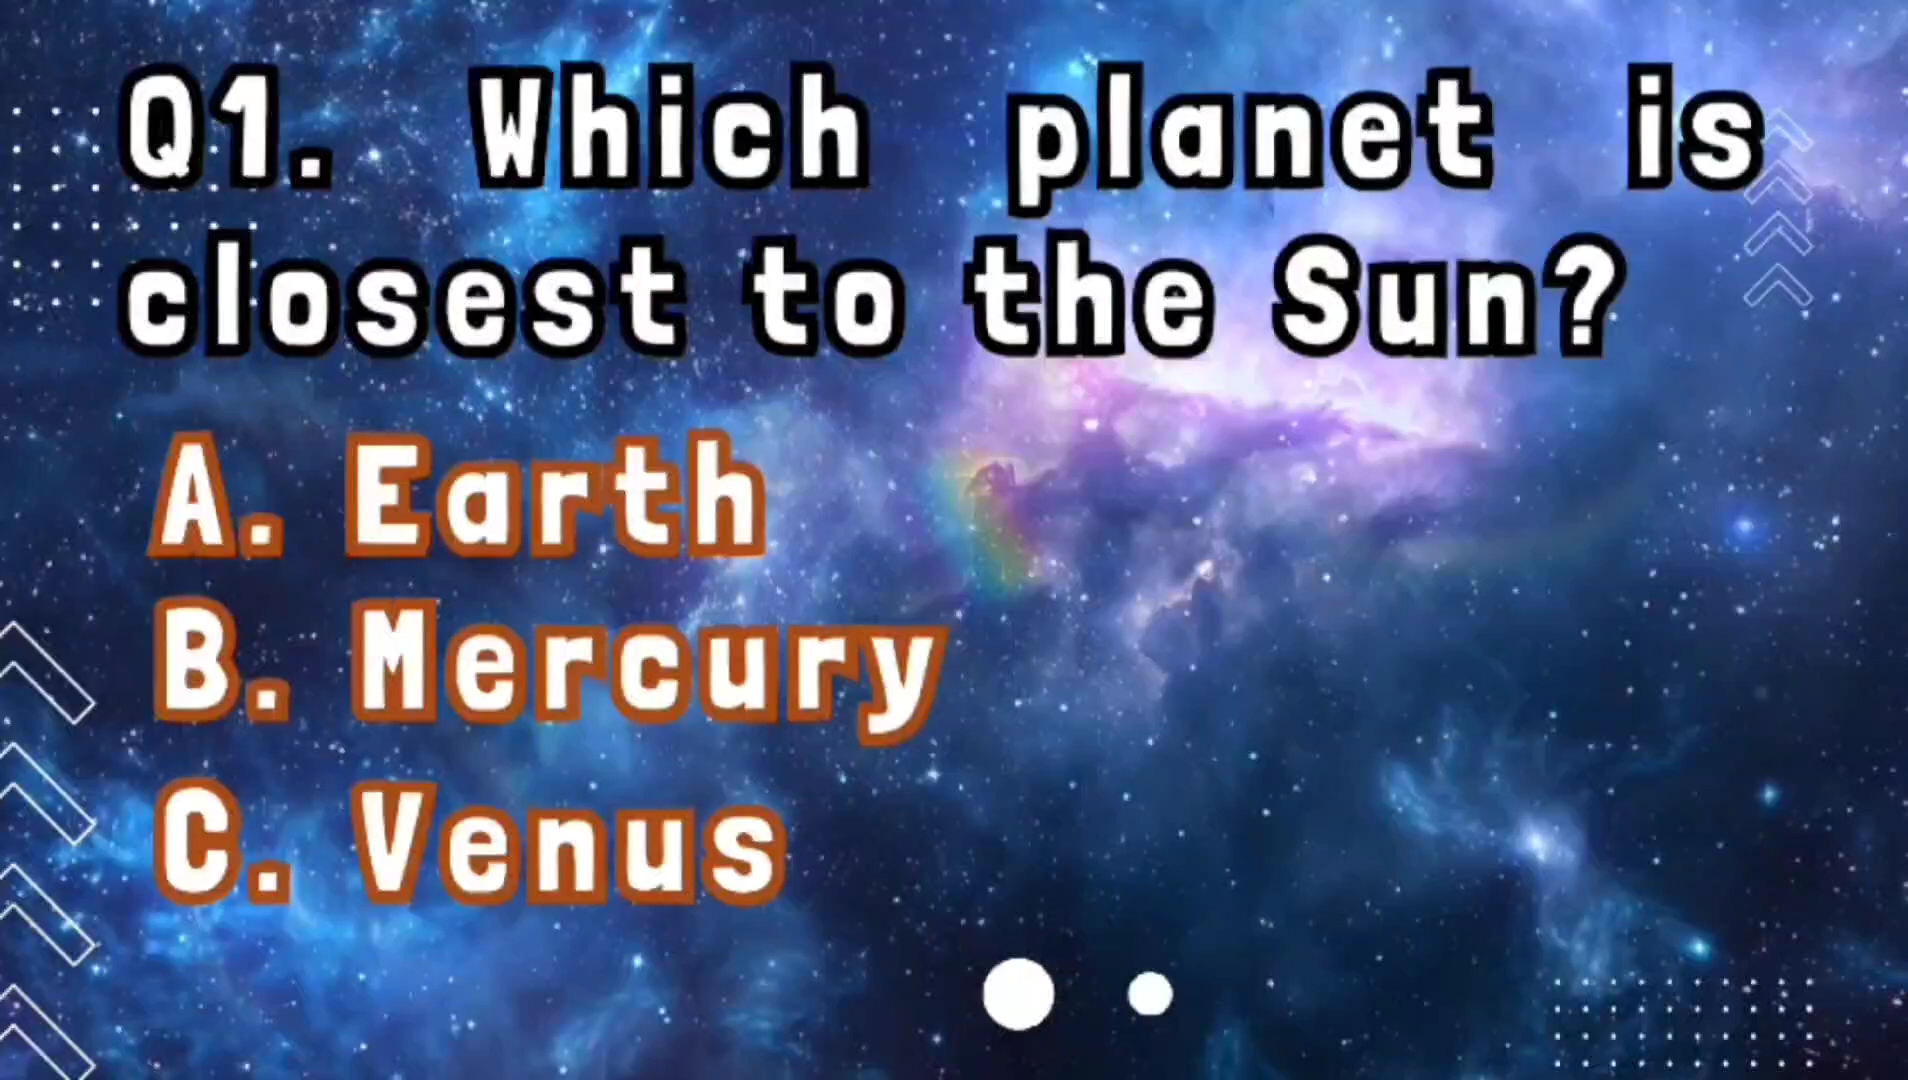 Q1. Which planet is
closest to the Sun?
A. Earth
B. Mercury
C. Venus